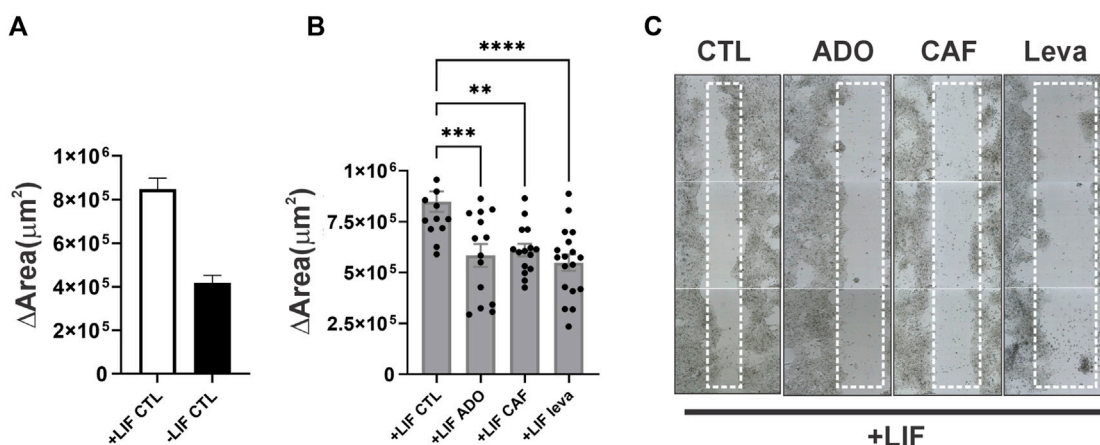 A
ΔArea(μm²)
1×10⁶
8×10⁵
6×10⁵
4×10⁵
2×10⁵
0
+LIF CTL
-LIF CTL
B
****
**
***
ΔArea(μm²)
1.0×10⁶
7.5×10⁵
5.0×10⁵
2.5×10⁵
0
+LIF CTL
+LIF ADO
+LIF CAF
+LIF leva
C
CTL ADO CAF Leva
+LIF